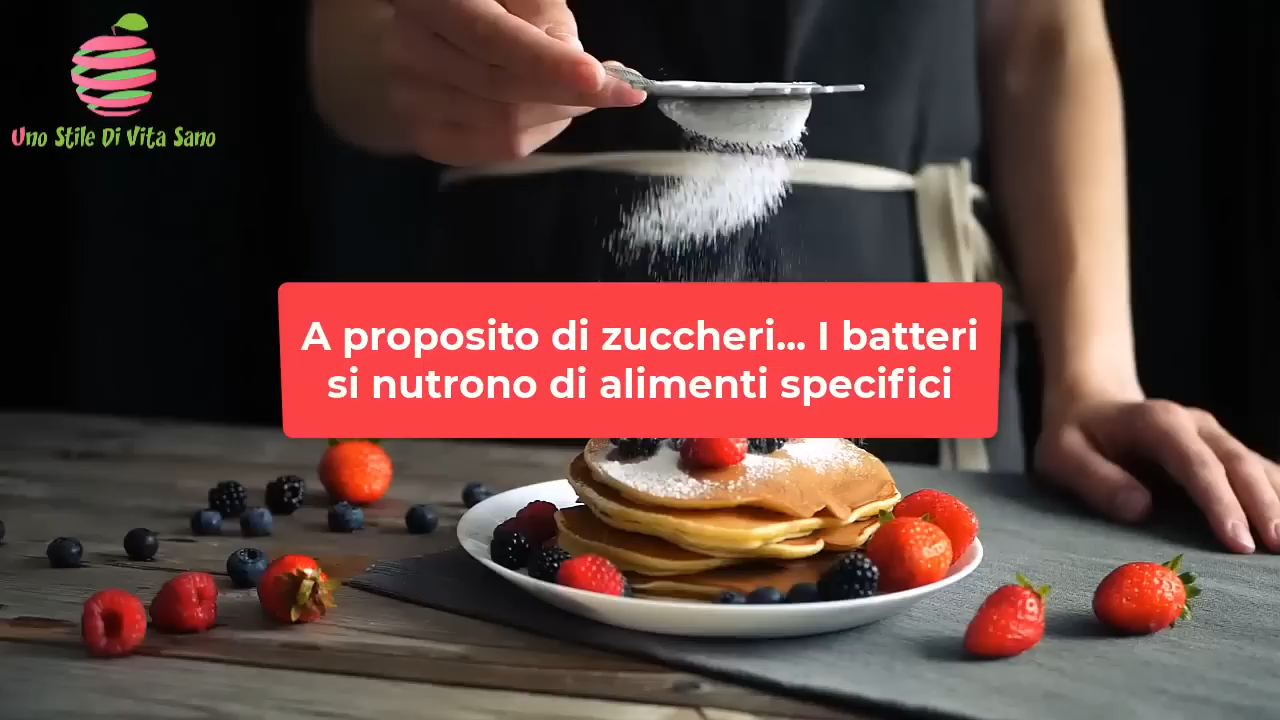 Uno Stile Di Vita Sano
A proposito di zuccheri... I batteri
si nutrono di alimenti specifici